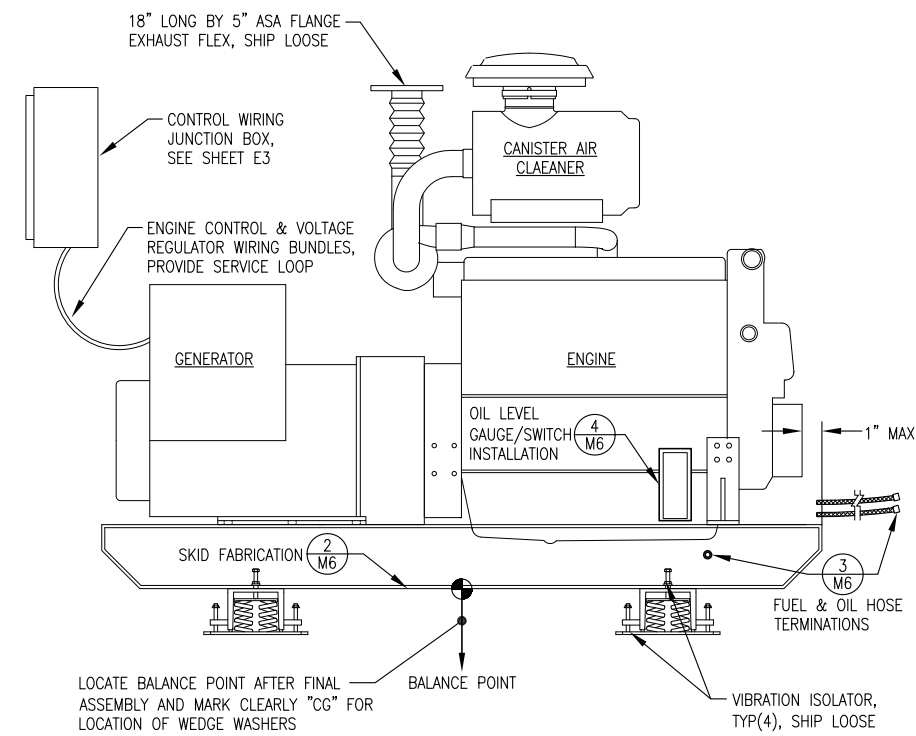 18" LONG BY 5" ASA FLANGE
EXHAUST FLEX, SHIP LOOSE
CONTROL WIRING
JUNCTION BOX,
SEE SHEET E3
CANISTER AIR
CLAEANER
ENGINE CONTROL & VOLTAGE
REGULATOR WIRING BUNDLES,
PROVIDE SERVICE LOOP
GENERATOR
ENGINE
OIL LEVEL
GAUGE/SWITCH
INSTALLATION
4
M6
1" MAX
SKID FABRICATION
2
M6
3
M6
FUEL & OIL HOSE
TERMINATIONS
LOCATE BALANCE POINT AFTER FINAL
ASSEMBLY AND MARK CLEARLY "CG" FOR
LOCATION OF WEDGE WASHERS
BALANCE POINT
VIBRATION ISOLATOR,
TYP(4), SHIP LOOSE